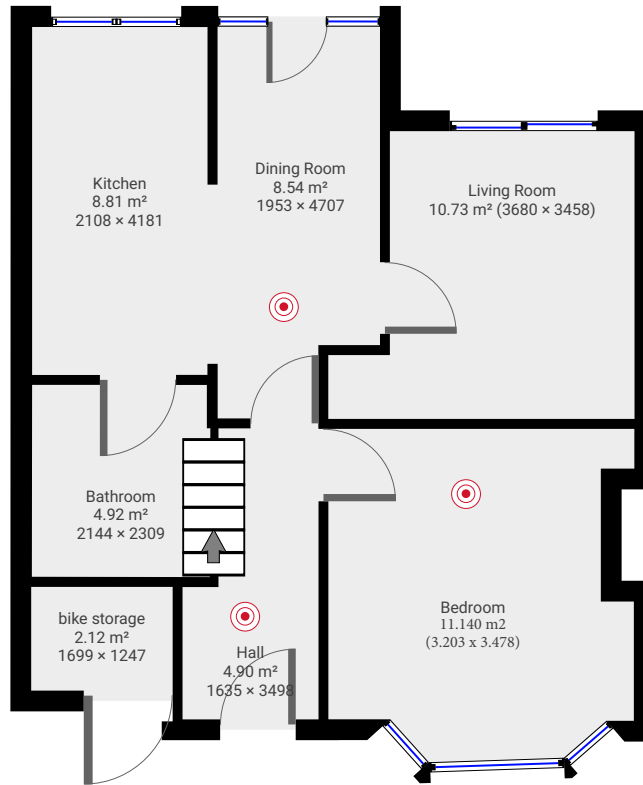 Kitchen
8.81 m²
2108 × 4181
Dining Room
8.54 m²
1953 × 4707
Living Room
10.73 m² (3680 × 3458)
Bathroom
4.92 m²
2144 × 2309
bike storage
2.12 m²
1699 × 1247
Hall
4.90 m²
1635 × 3498
Bedroom
11.140 m2
(3.203 x 3.478)